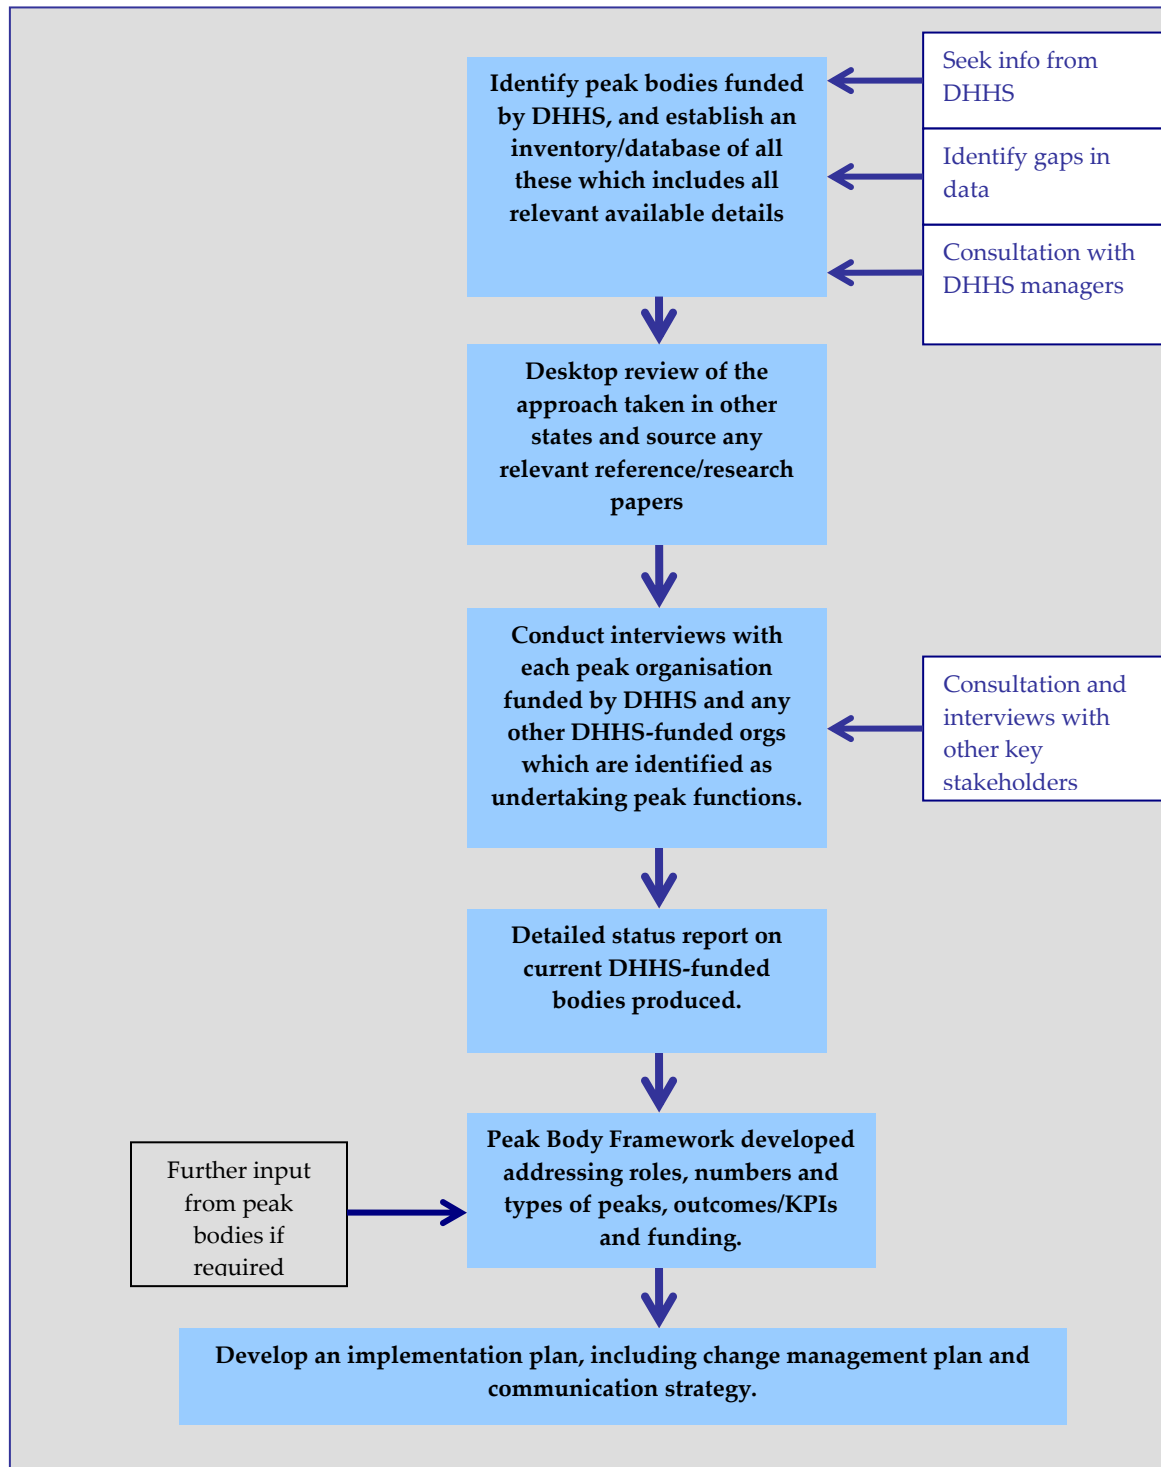 Identify peak bodies funded
by DHHS, and establish an
inventory/database of all
these which includes all
relevant available details
Seek info from
DHHS
Identify gaps in
data
Consultation with
DHHS managers
Desktop review of the
approach taken in other
states and source any
relevant reference/research
papers
Conduct interviews with
each peak organisation
funded by DHHS and any
other DHHS-funded orgs
which are identified as
undertaking peak functions.
Consultation and
interviews with
other key
stakeholders
Detailed status report on
current DHHS-funded
bodies produced.
Further input
from peak
bodies if
required
Peak Body Framework developed
addressing roles, numbers and
types of peaks, outcomes/KPIs
and funding.
Develop an implementation plan, including change management plan and
communication strategy.